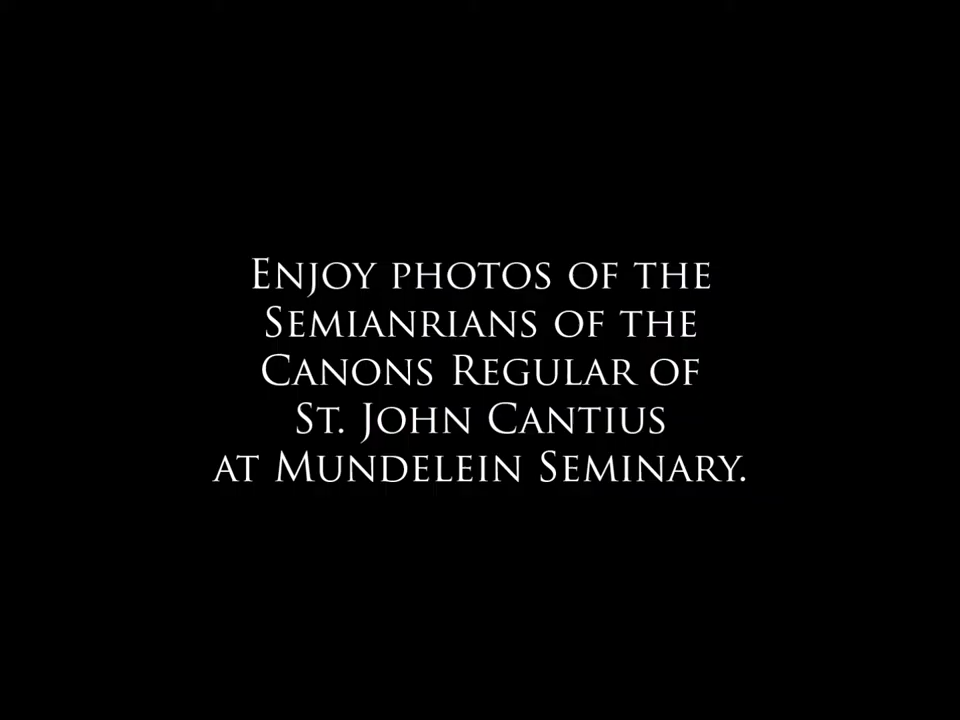 Enjoy photos of the
Semianrians of the
Canons Regular of
St. John Cantius
at Mundelein Seminary.